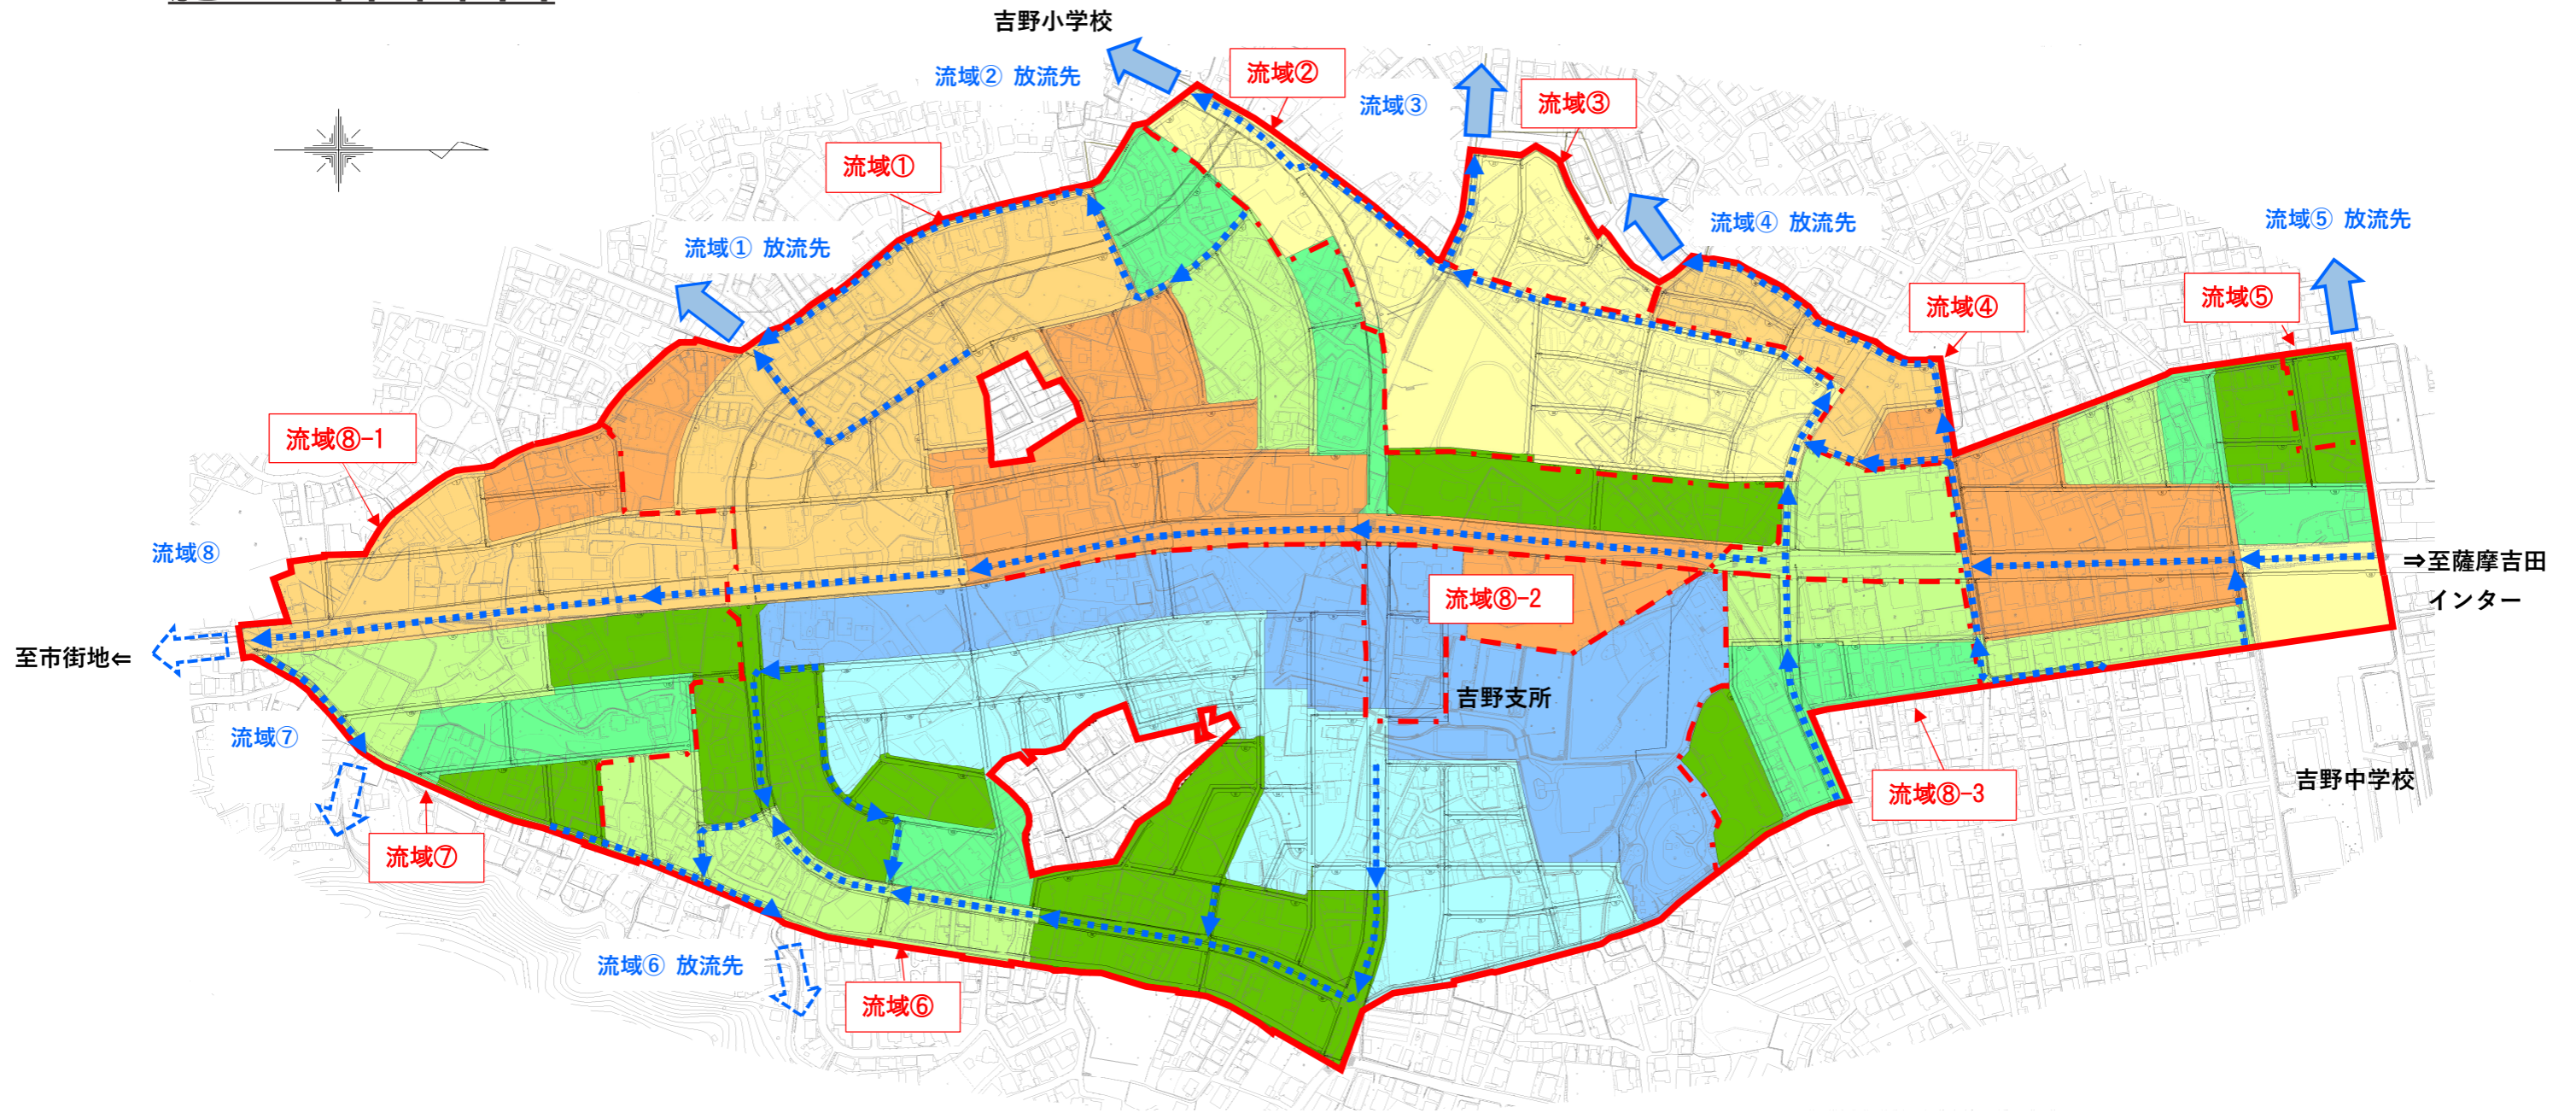 吉野小学校
流域② 放流先
流域②
流域③
流域③
流域①
流域① 放流先
流域④ 放流先
流域⑤ 放流先
流域④
流域⑤
流域⑧-1
流域⑧
⇒至薩摩吉田
インター
流域⑧-2
至市街地⇐
吉野支所
流域⑦
吉野中学校
流域⑧-3
流域⑦
流域⑥ 放流先
流域⑥